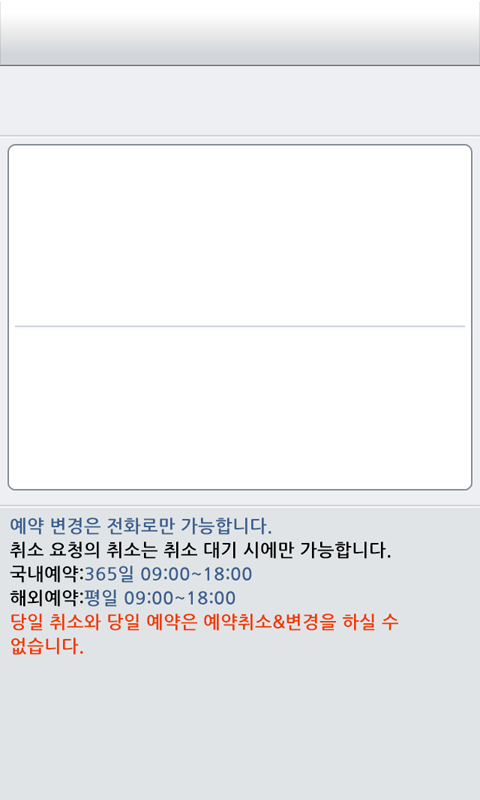 예약 변경은 전화로만 가능합니다.
취소 요청의 취소는 취소 대기 시에만 가능합니다.
국내예약:365일 09:00~18:00
해외예약:평일 09:00~18:00
당일 취소와 당일 예약은 예약취소&변경을 하실 수
없습니다.